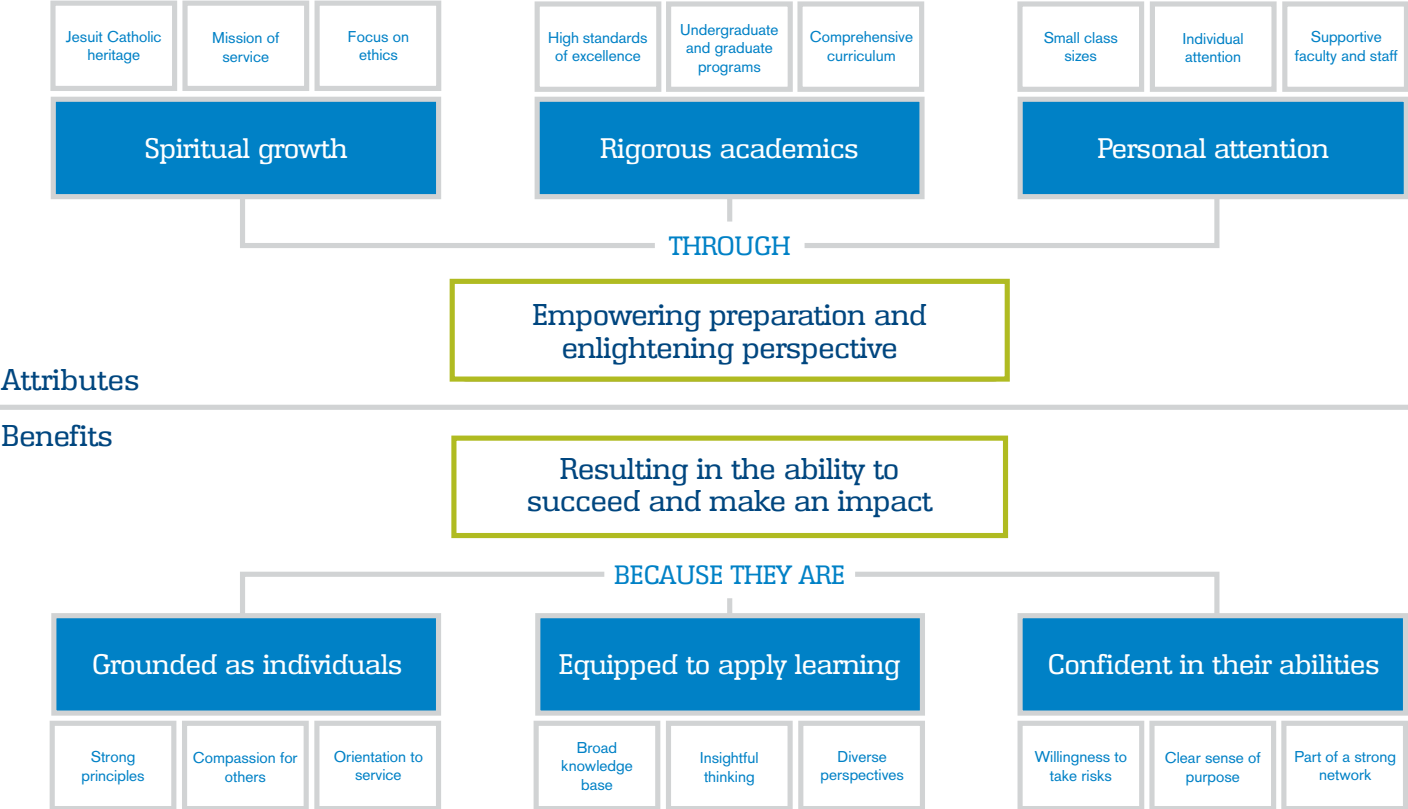 Jesuit Catholic
heritage
Mission of
service
Focus on
ethics
High standards
of excellence
Undergraduate
and graduate
programs
Comprehensive
curriculum
Small class
sizes
Individual
attention
Supportive
faculty and staff
Spiritual growth
Rigorous academics
Personal attention
THROUGH
Empowering preparation and
enlightening perspective
Attributes
Benefits
Resulting in the ability to
succeed and make an impact
BECAUSE THEY ARE
Grounded as individuals
Equipped to apply learning
Confident in their abilities
Strong
principles
Compassion for
others
Orientation to
service
Broad
knowledge
base
Insightful
thinking
Diverse
perspectives
Willingness to
take risks
Clear sense of
purpose
Part of a strong
network